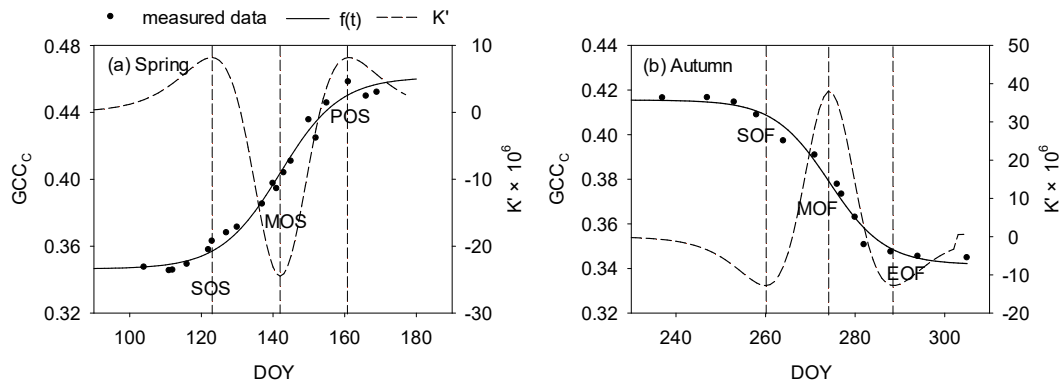 measured data f(t) K'
(a) Spring
0.48
0.44
0.40
0.36
0.32
GCC_C
10
0
-10
-20
-30
K' × 10^6
SOS
MOS
POS
100 120 140 160 180
DOY
(b) Autumn
0.44
0.42
0.40
0.38
0.36
0.34
0.32
GCC_C
50
40
30
20
10
0
-10
-20
K' × 10^6
SOF
MOF
EOF
240 260 280 300
DOY